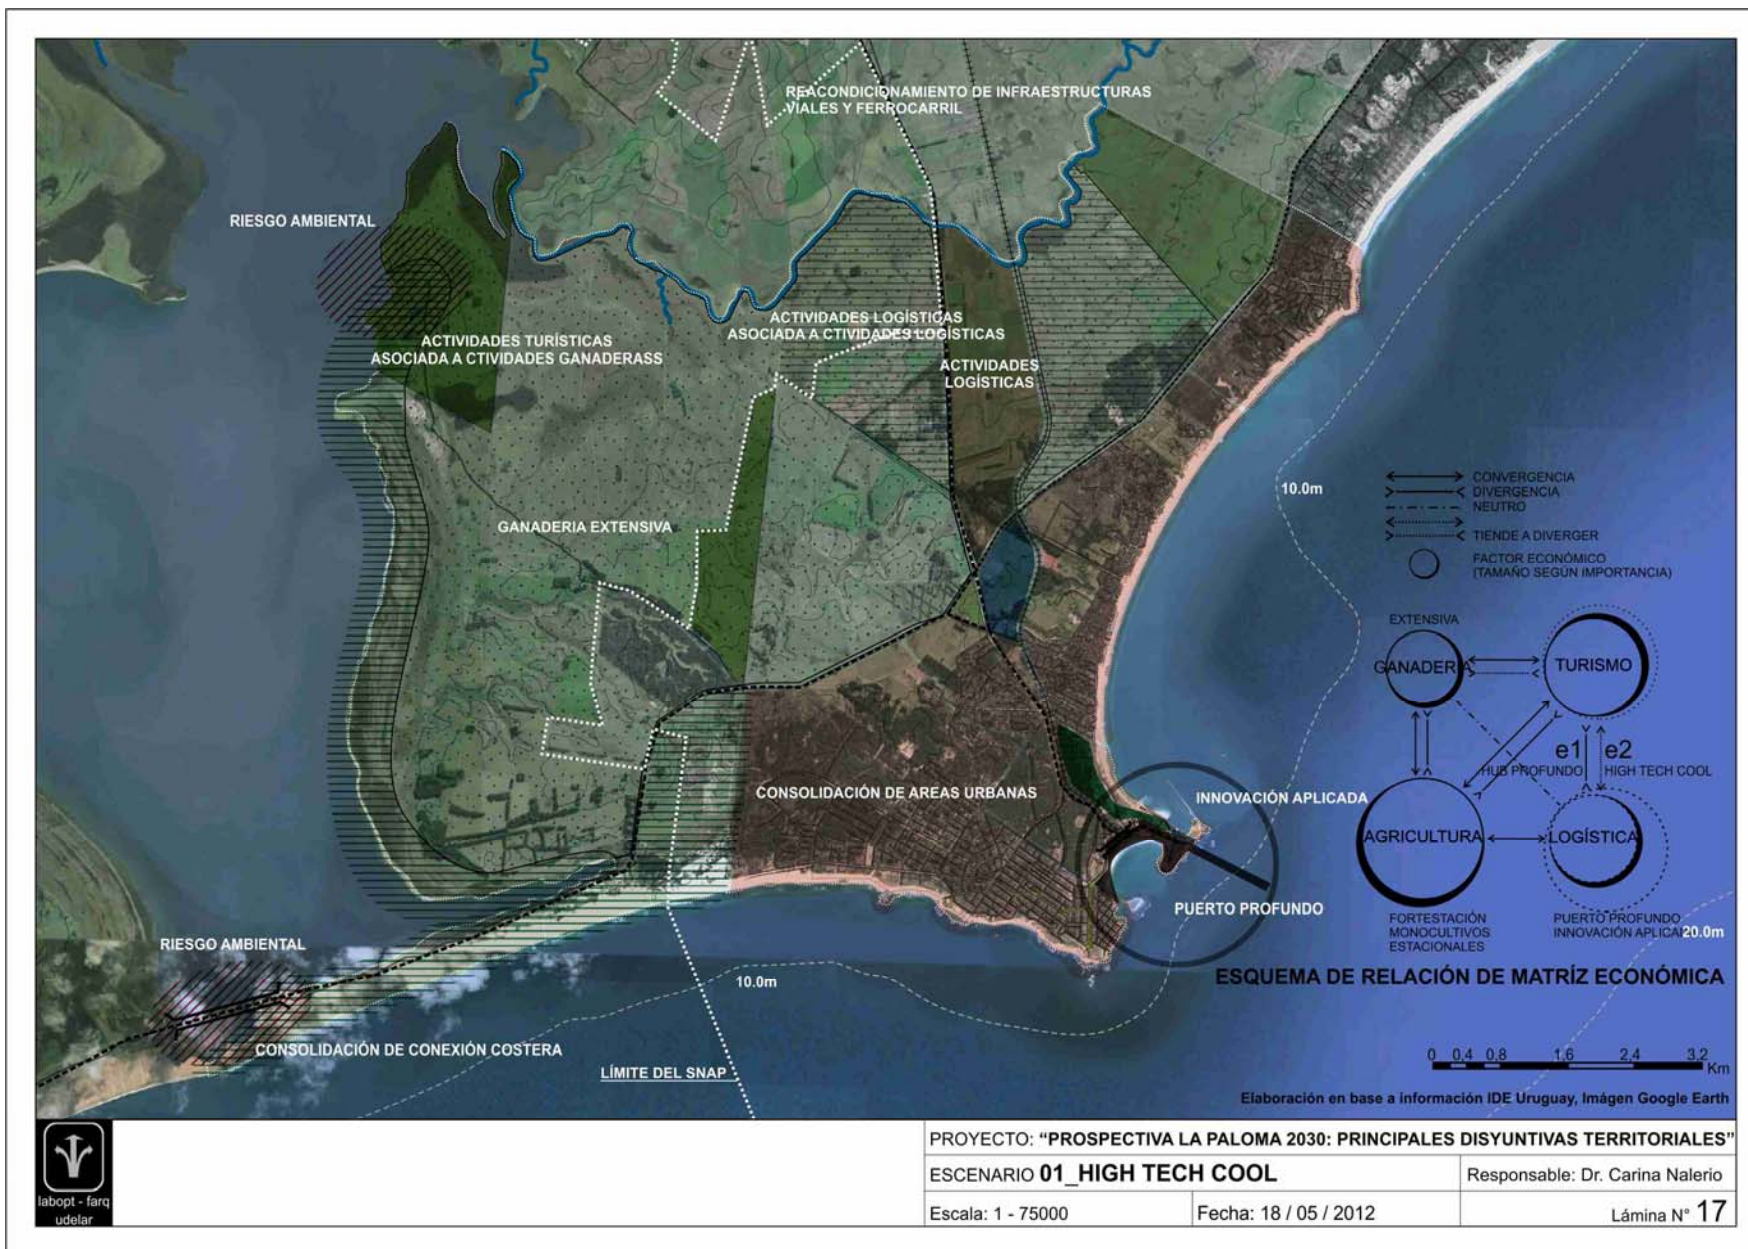 REACONDICIONAMIENTO DE INFRAESTRUCTURAS
VIALES Y FERROCARRIL
RIESGO AMBIENTAL
ACTIVIDADES TURÍSTICAS
ASOCIADA A CTIVIDADES GANADERASS
ACTIVIDADES LOGÍSTICAS
ASOCIADA A CTIVIDADES LOGÍSTICAS
ACTIVIDADES
LOGÍSTICAS
GANADERIA EXTENSIVA
10.0m
CONVERGENCIA
DIVERGENCIA
NEUTRO
TIENDE A DIVERGER
FACTOR ECONÓMICO
(TAMAÑO SEGÚN IMPORTANCIA)
EXTENSIVA
GANADERIA
TURISMO
e1
e2
HUB PROFUNDO
HIGH TECH COOL
AGRICULTURA
LOGÍSTICA
FORTESTACIÓN
MONOCULTIVOS
ESTACIONALES
PUERTO PROFUNDO
INNOVACIÓN APLICA
20.0m
CONSOLIDACIÓN DE AREAS URBANAS
INNOVACIÓN APLICADA
PUERTO PROFUNDO
RIESGO AMBIENTAL
10.0m
ESQUEMA DE RELACIÓN DE MATRÍZ ECONÓMICA
CONSOLIDACIÓN DE CONEXIÓN COSTERA
LÍMITE DEL SNAP
0 0,4 0,8 1,6 2,4 3,2
Km
Elaboración en base a información IDE Uruguay, Imágen Google Earth
labopt - farq
udelar
PROYECTO: “PROSPECTIVA LA PALOMA 2030: PRINCIPALES DISYUNTIVAS TERRITORIALES”
ESCENARIO 01_HIGH TECH COOL
Responsable: Dr. Carina Nalerio
Escala: 1 - 75000
Fecha: 18 / 05 / 2012
Lámina N° 17